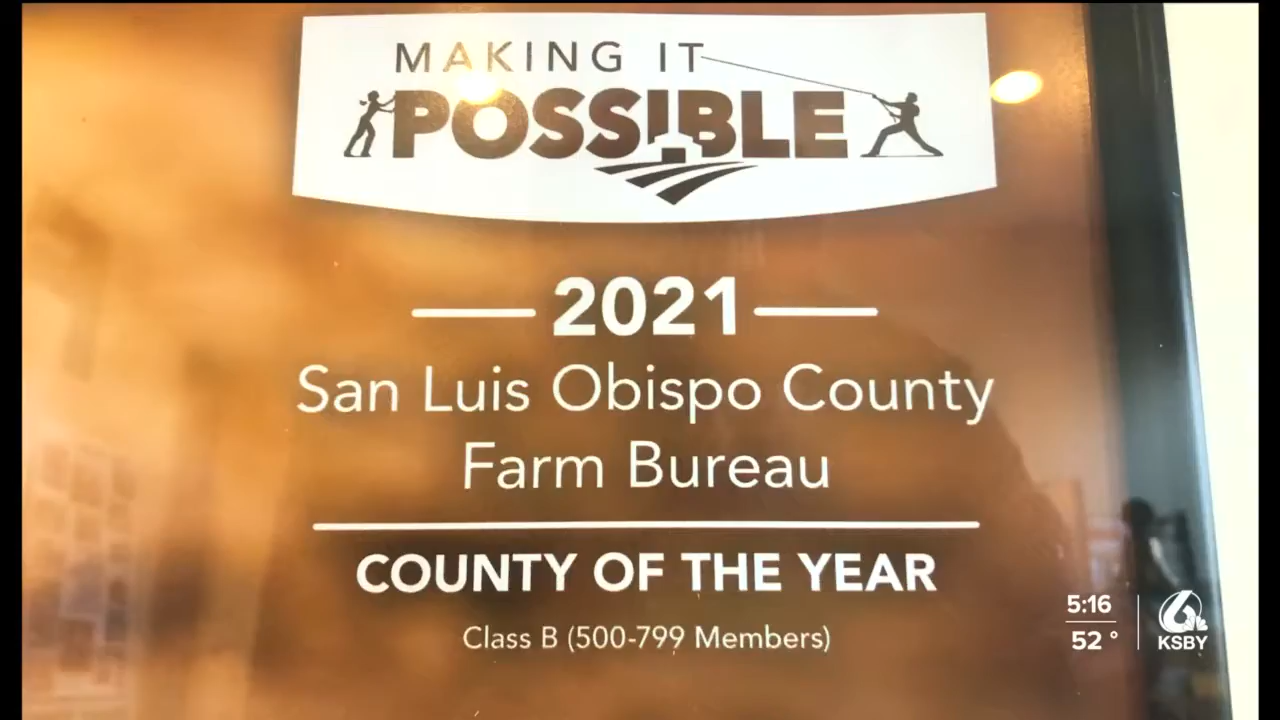 MAKING IT
POSSIBLE
2021
San Luis Obispo County
Farm Bureau
COUNTY OF THE YEAR
Class B (500-799 Members)
5:16
52°
6
KSBY